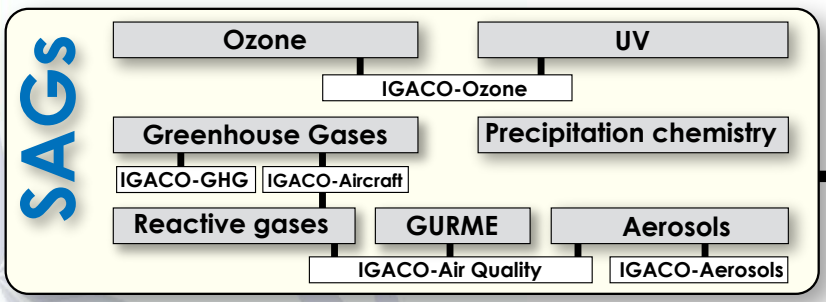 SAGs
Ozone
UV
IGACO-Ozone
Greenhouse Gases
Precipitation chemistry
IGACO-GHG
IGACO-Aircraft
Reactive gases
GURME
Aerosols
IGACO-Air Quality
IGACO-Aerosols